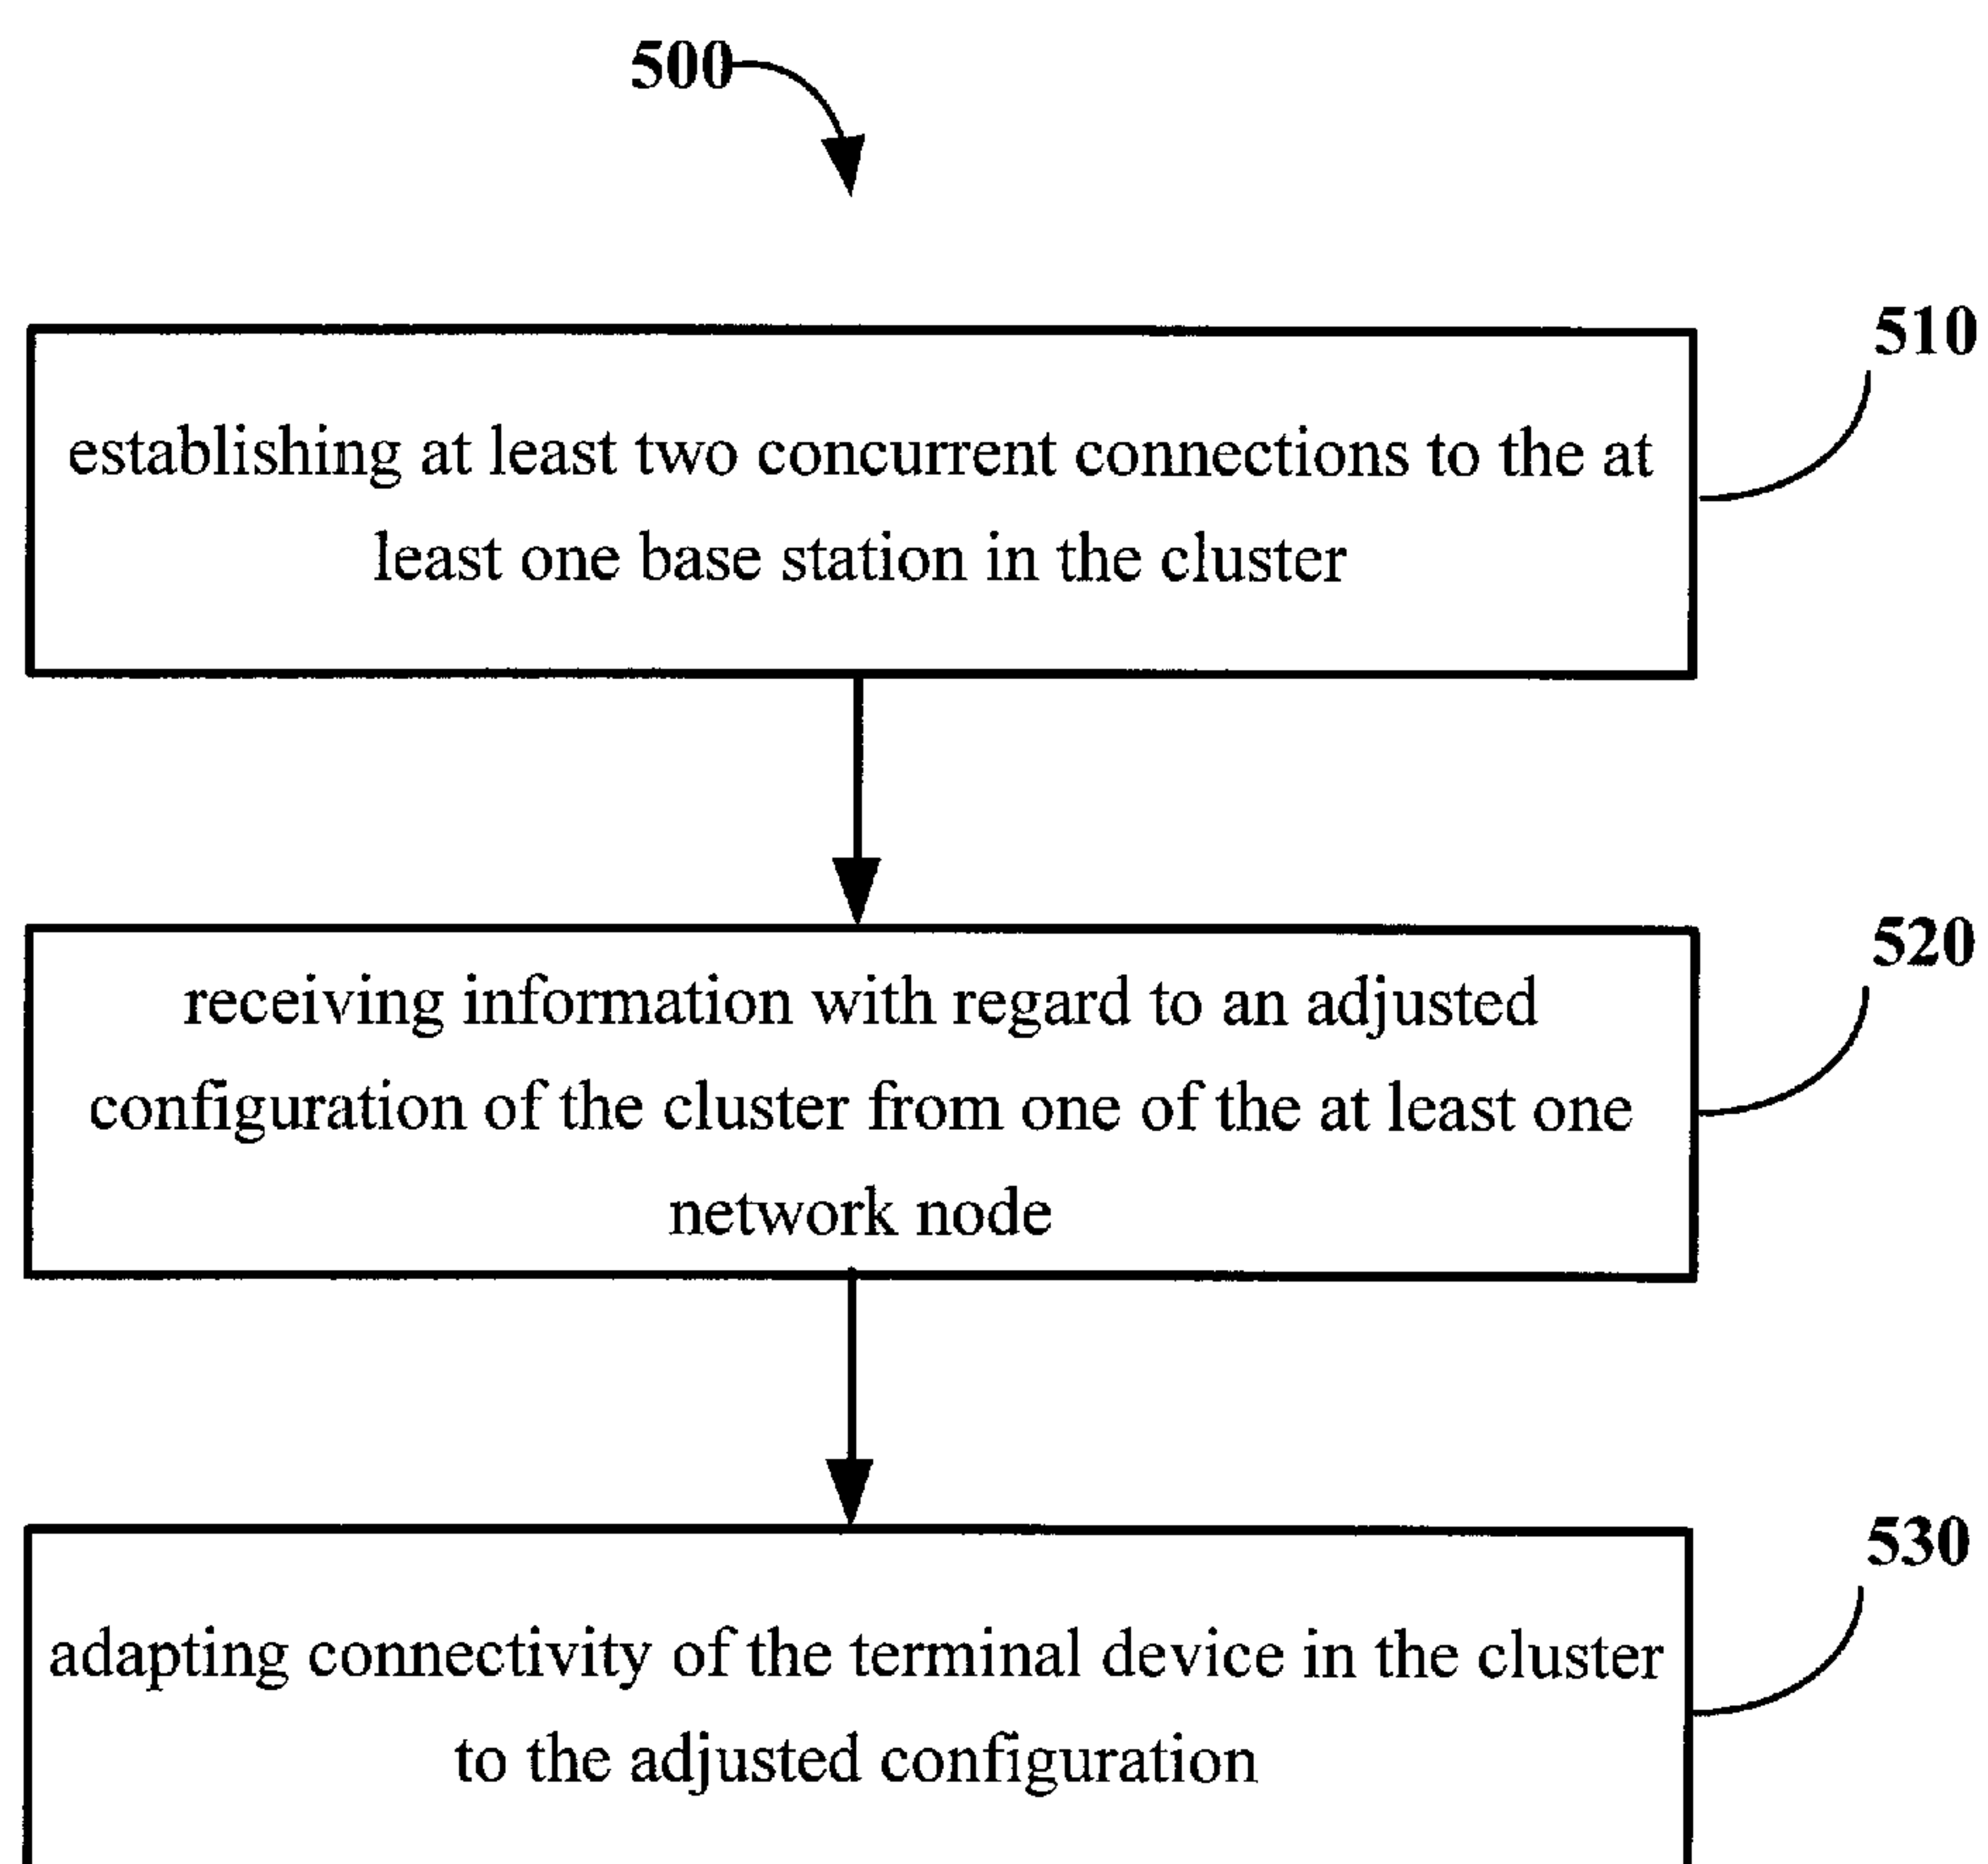 500
510
establishing at least two concurrent connections to the at
least one base station in the cluster
520
receiving information with regard to an adjusted
configuration of the cluster from one of the at least one
network node
530
adapting connectivity of the terminal device in the cluster
to the adjusted configuration